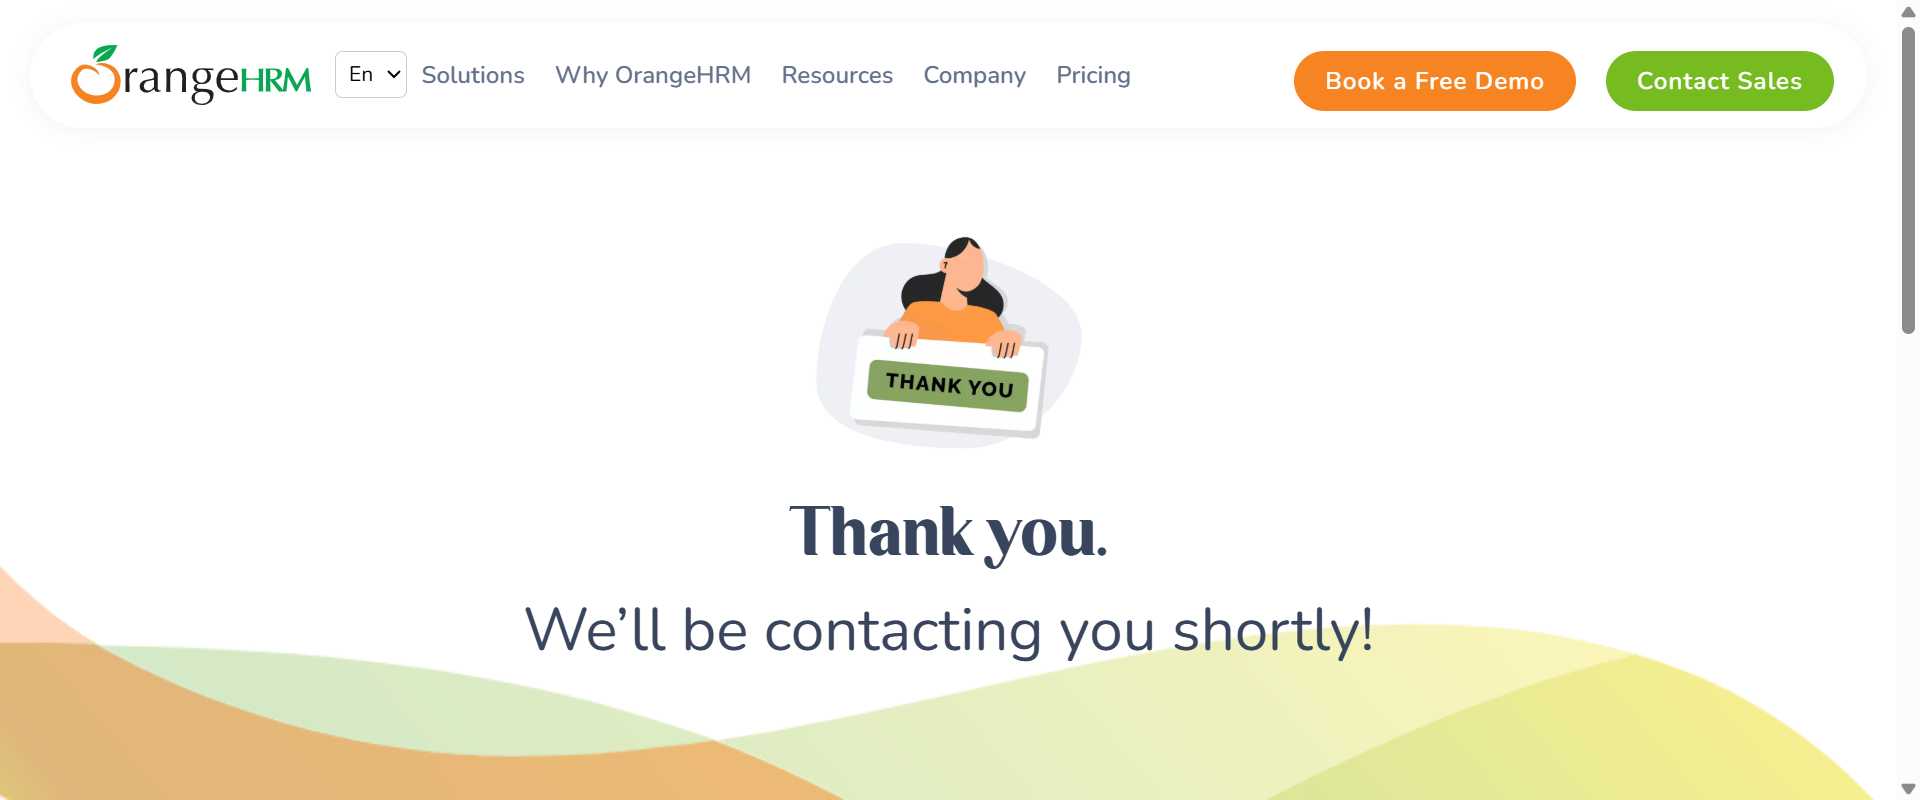 OrangeHRM
En
Solutions
Why OrangeHRM
Resources
Company
Pricing
Book a Free Demo
Contact Sales
THANK YOU
Thank you.
We’ll be contacting you shortly!